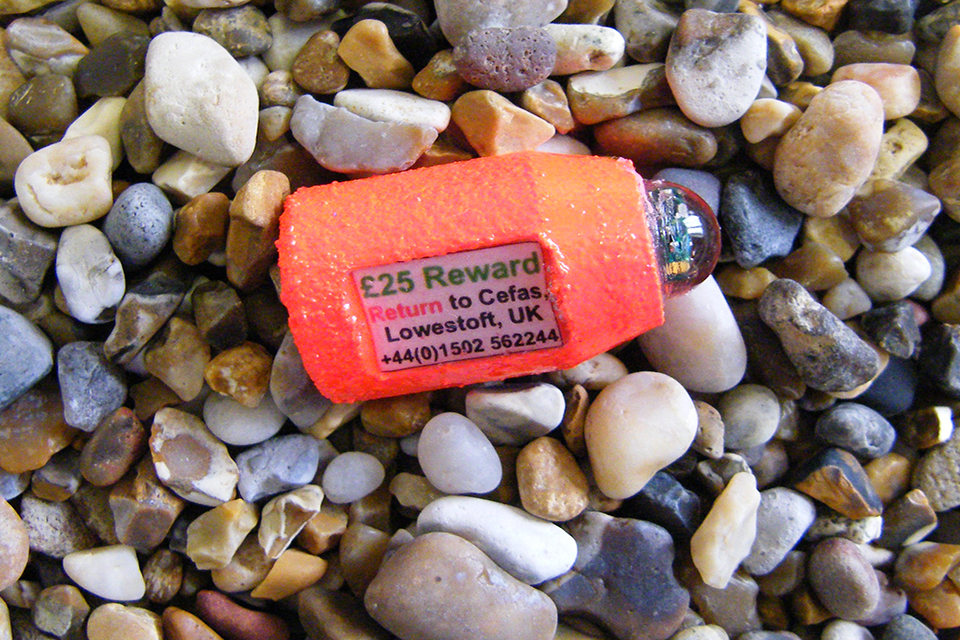 £25 Reward
Return to Cefas,
Lowestoft, UK
+44(0)1502 562244